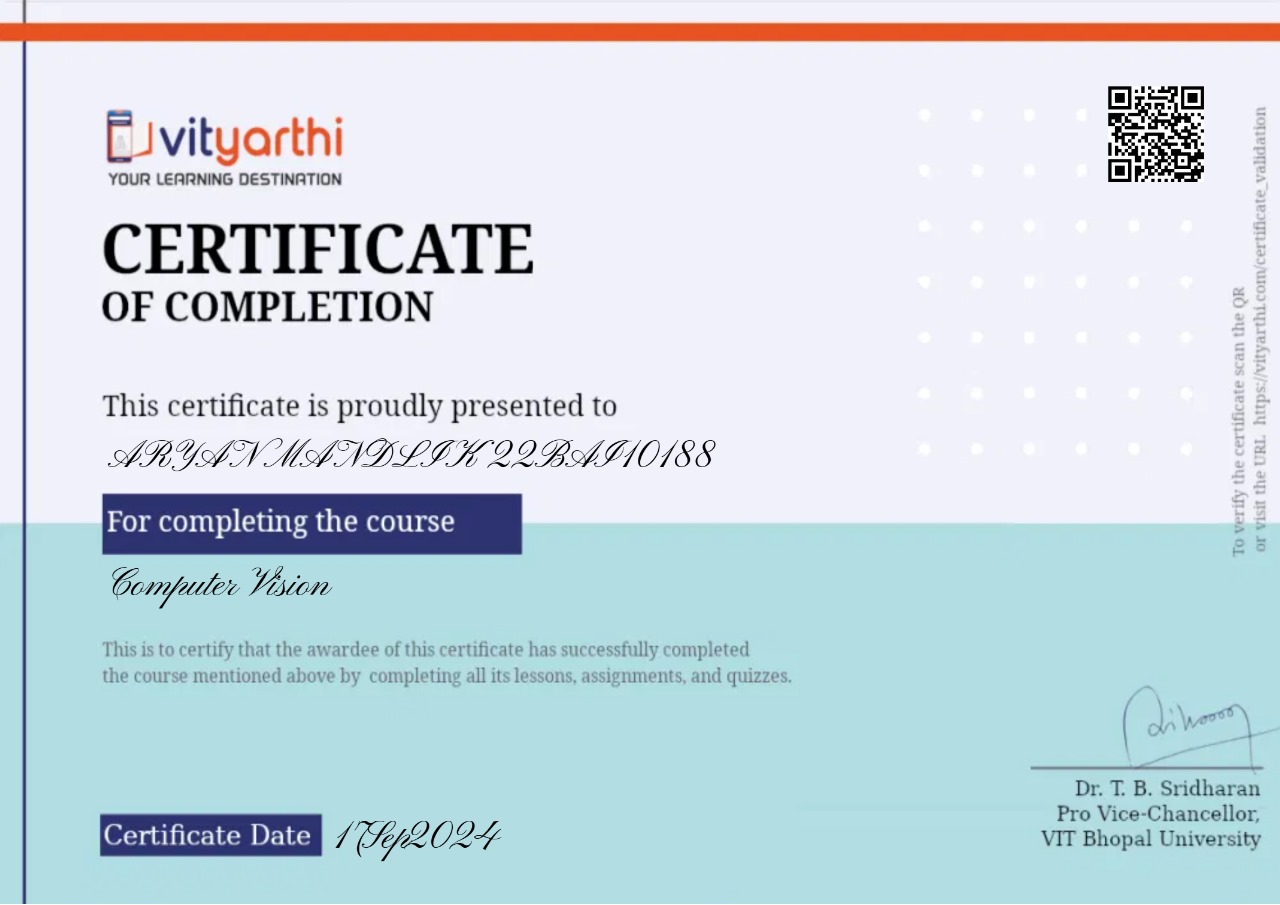 vityarthi
YOUR LEARNING DESTINATION
CERTIFICATE
OF COMPLETION
This certificate is proudly presented to
ARYAN MANDLIK 22BAI10188
For completing the course
Computer Vision
This is to certify that the awardee of this certificate has successfully completed
the course mentioned above by completing all its lessons, assignments, and quizzes.
Certificate Date 17Sep2024
Dr. T. B. Sridharan
Pro Vice-Chancellor,
VIT Bhopal University
To verify the certificate scan the QR
or visit the URL https://vityarthi.com/certificate_validation